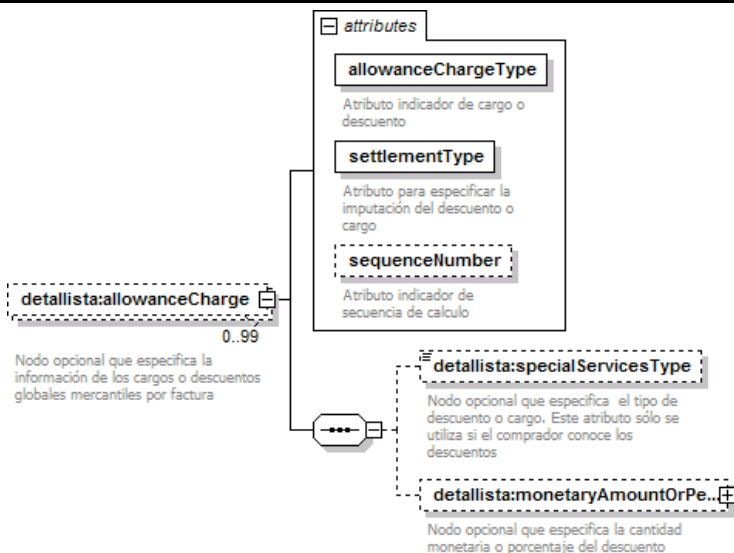 attributes
allowanceChargeType
Atributo indicador de cargo o
descuento
settlementType
Atributo para especificar la
imputación del descuento o
cargo
sequenceNumber
Atributo indicador de
secuencia de calculo
detallista:allowanceCharge
0..99
Nodo opcional que especifica la
información de los cargos o descuentos
globales mercantiles por factura
detallista:specialServicesType
Nodo opcional que especifica el tipo de
descuento o cargo. Este atributo sólo se
utiliza si el comprador conoce los
descuentos
detallista:monetaryAmountOrPe...
Nodo opcional que especifica la cantidad
monetaria o porcentaje del descuento